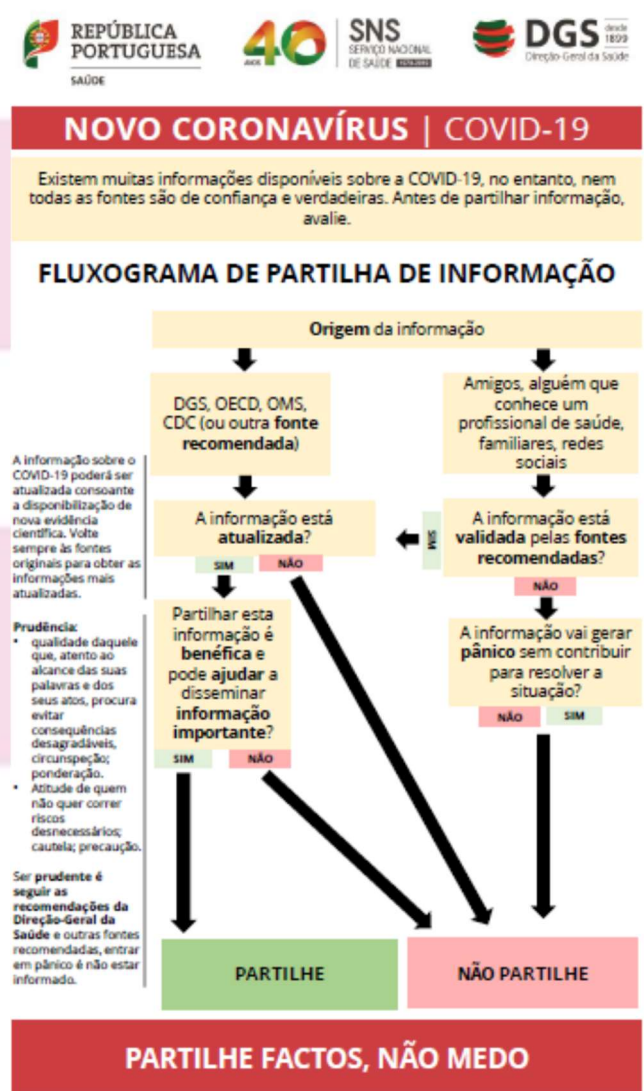 REPÚBLICA
PORTUGUESA
SAÚDE
40
ANOS
SNS
SERVIÇO NACIONAL
DE SAÚDE
DGS
desde
1899
Direção-Geral da Saúde
NOVO CORONAVÍRUS | COVID-19
Existem muitas informações disponíveis sobre a COVID-19, no entanto, nem
todas as fontes são de confiança e verdadeiras. Antes de partilhar informação,
avalie.
FLUXOGRAMA DE PARTILHA DE INFORMAÇÃO
Origem da informação
DGS, OECD, OMS,
CDC (ou outra fonte
recomendada)
Amigos, alguém que
conhece um
profissional de saúde,
familiares, redes
sociais
A informação sobre o
COVID-19 poderá ser
atualizada consoante
a disponibilização de
nova evidência
científica. Volte
sempre às fontes
originais para obter as
informações mais
atualizadas.
A informação está
atualizada?
SIM
NÃO
SIM
A informação está
validada pelas fontes
recomendadas?
NÃO
Prudência:
• qualidade daquele
que, atento ao
alcance das suas
palavras e dos
seus atos, procura
evitar
consequências
desagradáveis,
circunspeção;
ponderação.
• Atitude de quem
não quer correr
riscos
desnecessários;
cautela; precaução.
Partilhar esta
informação é
benéfica e
pode ajudar a
disseminar
informação
importante?
SIM
NÃO
A informação vai gerar
pânico sem contribuir
para resolver a
situação?
NÃO
SIM
Ser prudente é
seguir as
recomendações da
Direção-Geral da
Saúde e outras fontes
recomendadas, entrar
em pânico é não estar
informado.
PARTILHE
NÃO PARTILHE
PARTILHE FACTOS, NÃO MEDO